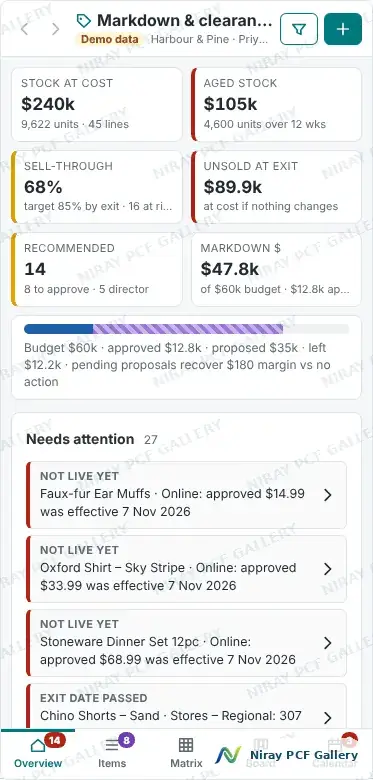 Markdown & clearan...
Demo data Harbour & Pine · Priy...
STOCK AT COST
$240k
9,622 units · 45 lines
AGED STOCK
$105k
4,600 units over 12 wks
SELL-THROUGH
68%
target 85% by exit · 16 at ri...
UNSOLD AT EXIT
$89.9k
at cost if nothing changes
RECOMMENDED
14
8 to approve · 5 director
MARKDOWN $
$47.8k
of $60k budget · $12.8k ap...
Budget $60k · approved $12.8k · proposed $35k · left
$12.2k · pending proposals recover $180 margin vs no
action
Needs attention 27
NOT LIVE YET
Faux-fur Ear Muffs · Online: approved $14.99
was effective 7 Nov 2026
NOT LIVE YET
Oxford Shirt – Sky Stripe · Online: approved
$33.99 was effective 7 Nov 2026
NOT LIVE YET
Stoneware Dinner Set 12pc · Online:
approved $68.99 was effective 7 Nov 2026
EXIT DATE PASSED
Chino Shorts – Sand · Stores – Regional: 307
14
8
Overview
Items
Matrix
Board
Calendar
Niray PCF Gallery
NIRAY PCF GALLERY